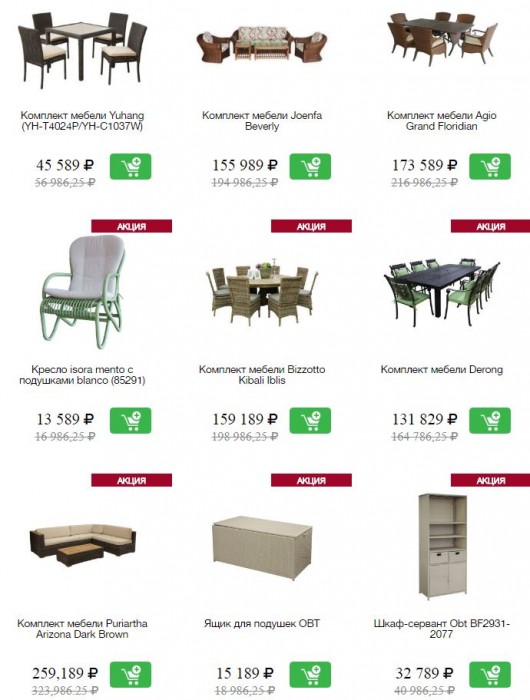 Комплект мебели Yuhang
(YH-T4024P/YH-C1037W)
45 589 ₽
56 986,25 ₽
Комплект мебели Joenfa
Beverly
155 989 ₽
194 986,25 ₽
Комплект мебели Agio
Grand Floridian
173 589 ₽
216 986,25 ₽
АКЦИЯ
Кресло isora mento с
подушками blanco (85291)
13 589 ₽
16 986,25 ₽
АКЦИЯ
Комплект мебели Bizzotto
Kibali Iblis
159 189 ₽
198 986,25 ₽
АКЦИЯ
Комплект мебели Derong
131 829 ₽
164 786,25 ₽
АКЦИЯ
Комплект мебели Puriartha
Arizona Dark Brown
259,189 ₽
323,986.25 ₽
АКЦИЯ
Ящик для подушек OBT
15 189 ₽
18 986,25 ₽
АКЦИЯ
Шкаф-сервант Obt BF2931-
2077
32 789 ₽
40 986,25 ₽